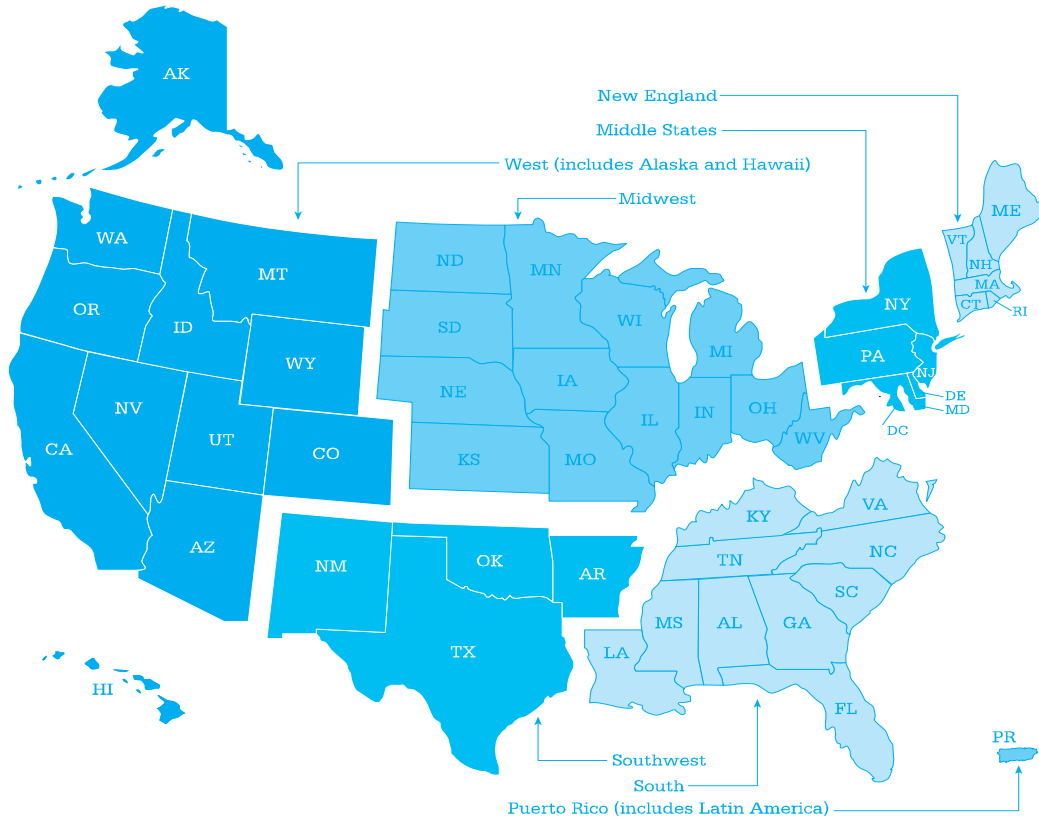 AK
New England
Middle States
West (includes Alaska and Hawaii)
Midwest
ME
VT
WA
NH
ND
MN
MT
MA
NY
CT
RI
OR
ID
SD
WI
MI
PA
WY
NJ
IA
NE
DE
NV
OH
MD
IL
IN
DC
UT
WV
CA
CO
KS
MO
VA
KY
AZ
NC
TN
OK
NM
AR
SC
MS
AL
GA
TX
LA
HI
FL
PR
Southwest
South
Puerto Rico (includes Latin America)